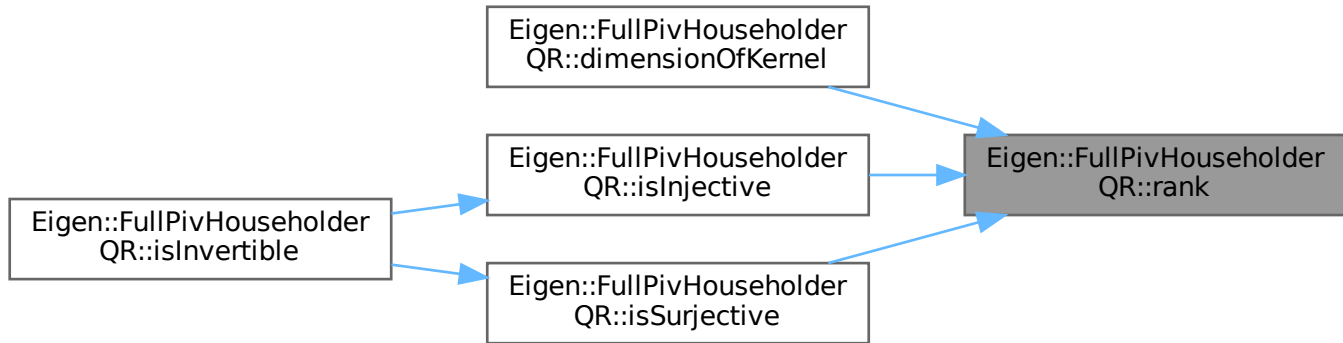 Eigen::FullPivHouseholder
QR::dimensionOfKernel
Eigen::FullPivHouseholder
QR::isInjective
Eigen::FullPivHouseholder
QR::rank
Eigen::FullPivHouseholder
QR::isInvertible
Eigen::FullPivHouseholder
QR::isSurjective